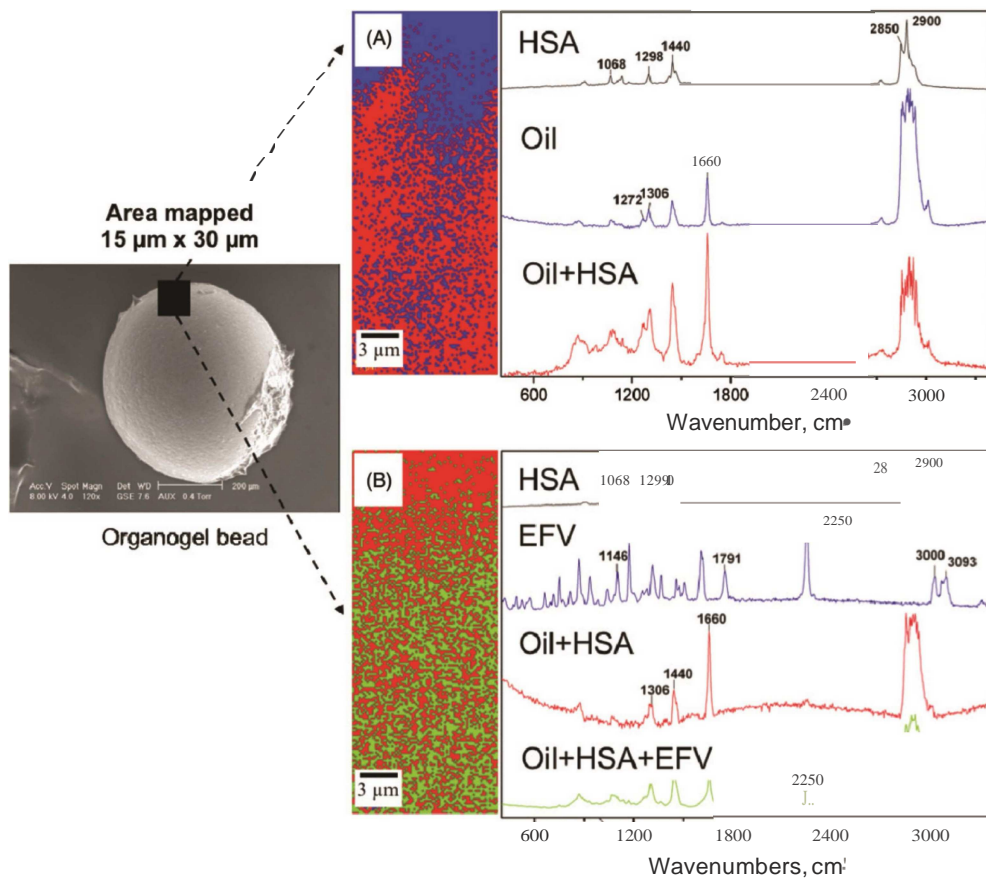 Area mapped
15 µm x 30 µm
Acc.V Spot Magn Det WD 200 µm
8.00 kV 4.0 120x GSE 7.6 AUX 0.4 Torr
Organogel bead
(A)
3 µm
HSA
1068
1298
1440
2850
2900
Oil
1272
1306
1660
Oil+HSA
600 1200 1800 2400 3000
Wavenumber, cm
(B)
3 µm
HSA
1068 1299
28
2900
EFV
1146
1791
2250
3000
3093
Oil+HSA
1306
1440
1660
Oil+HSA+EFV
2250
600 1200 1800 2400 3000
Wavenumbers, cm